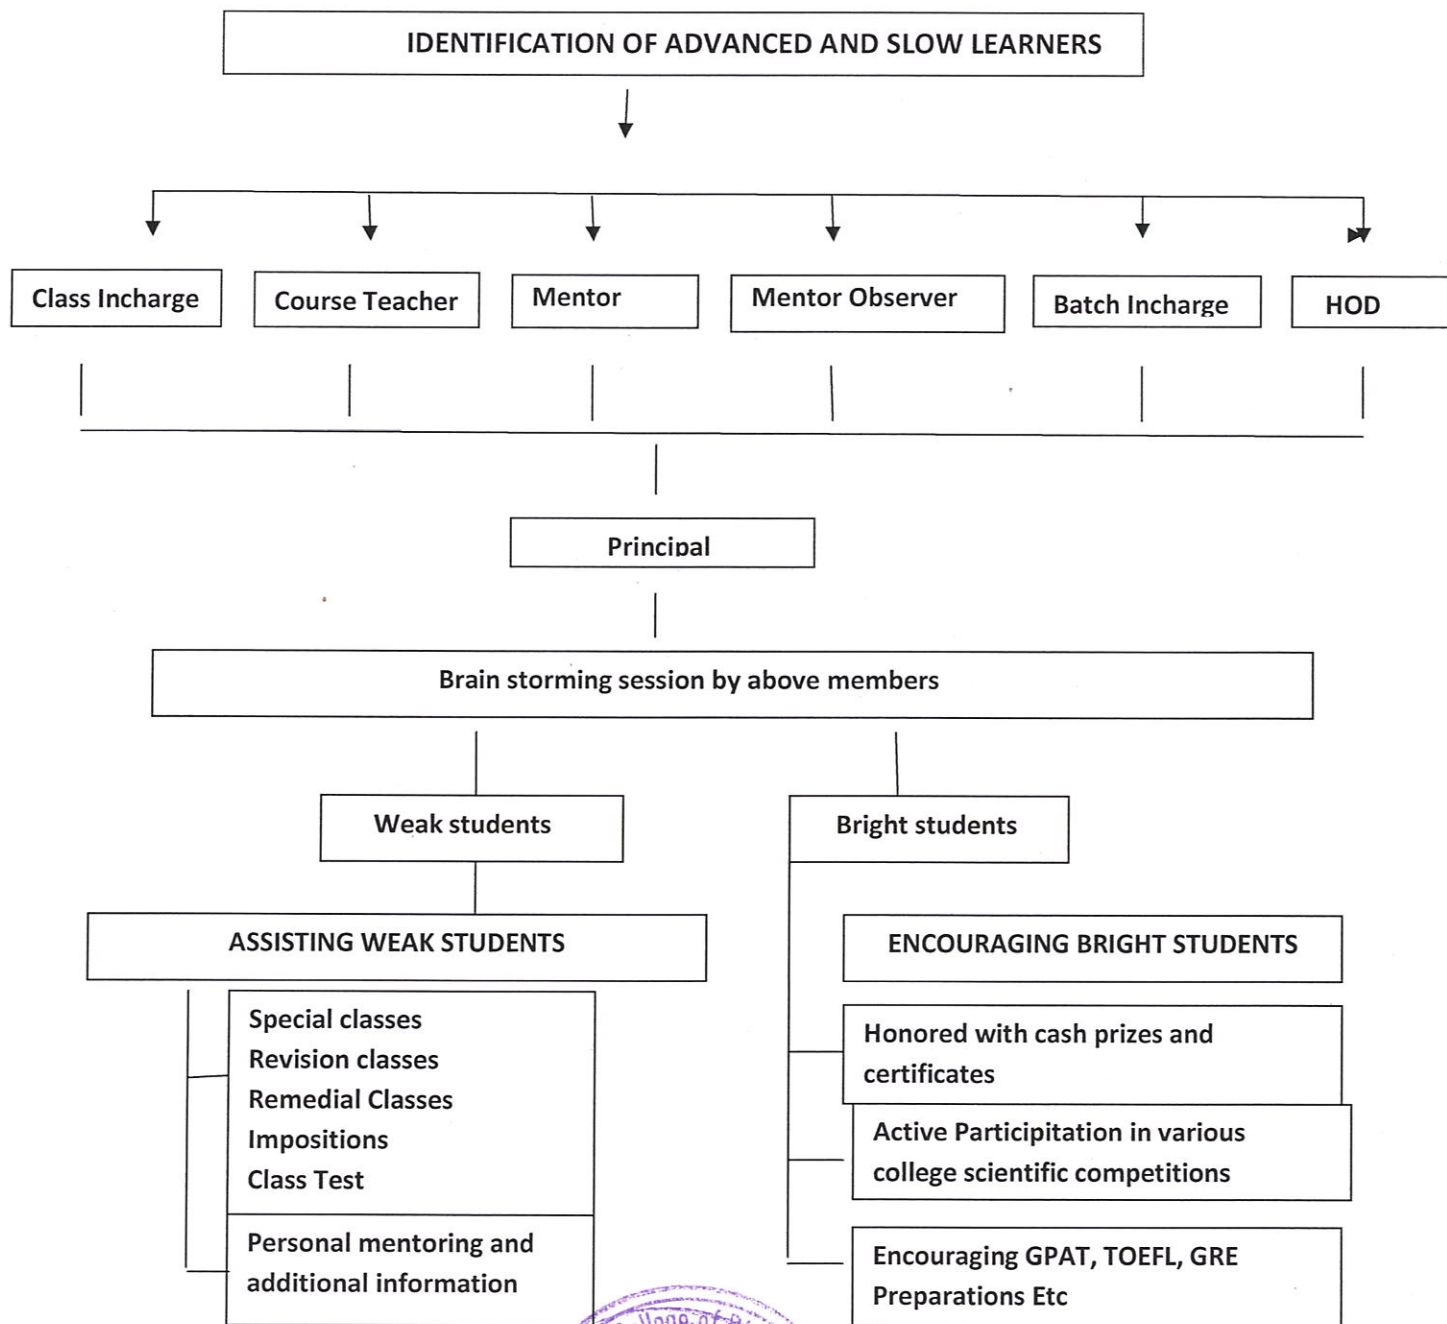 IDENTIFICATION OF ADVANCED AND SLOW LEARNERS
Class Incharge
Course Teacher
Mentor
Mentor Observer
Batch Incharge
HOD
Principal
Brain storming session by above members
Weak students
Bright students
ASSISTING WEAK STUDENTS
Special classes
Revision classes
Remedial Classes
Impositions
Class Test
Personal mentoring and
additional information
ENCOURAGING BRIGHT STUDENTS
Honored with cash prizes and
certificates
Active Participitation in various
college scientific competitions
Encouraging GPAT, TOEFL, GRE
Preparations Etc